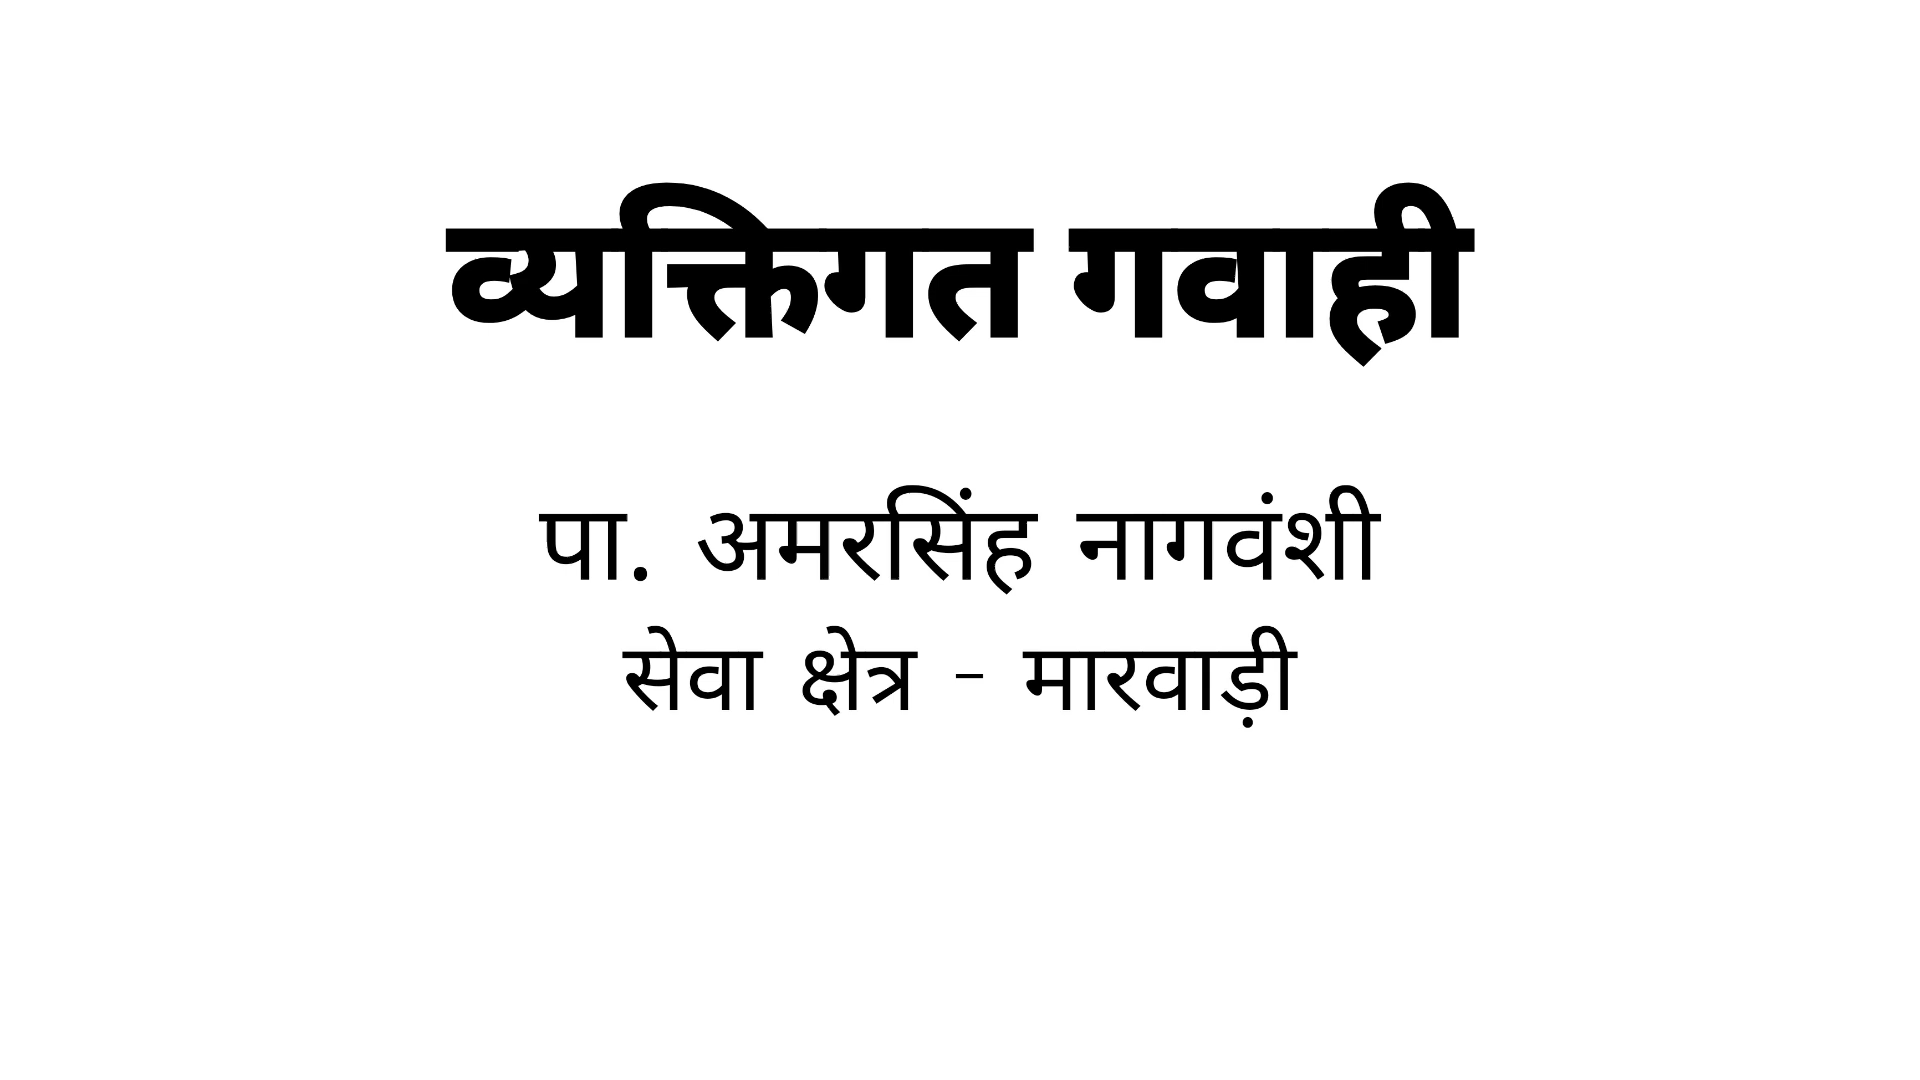 व्यक्तिगत गवाही
पा. अमरसिंह नागवंशी
सेवा क्षेत्र - मारवाड़ी